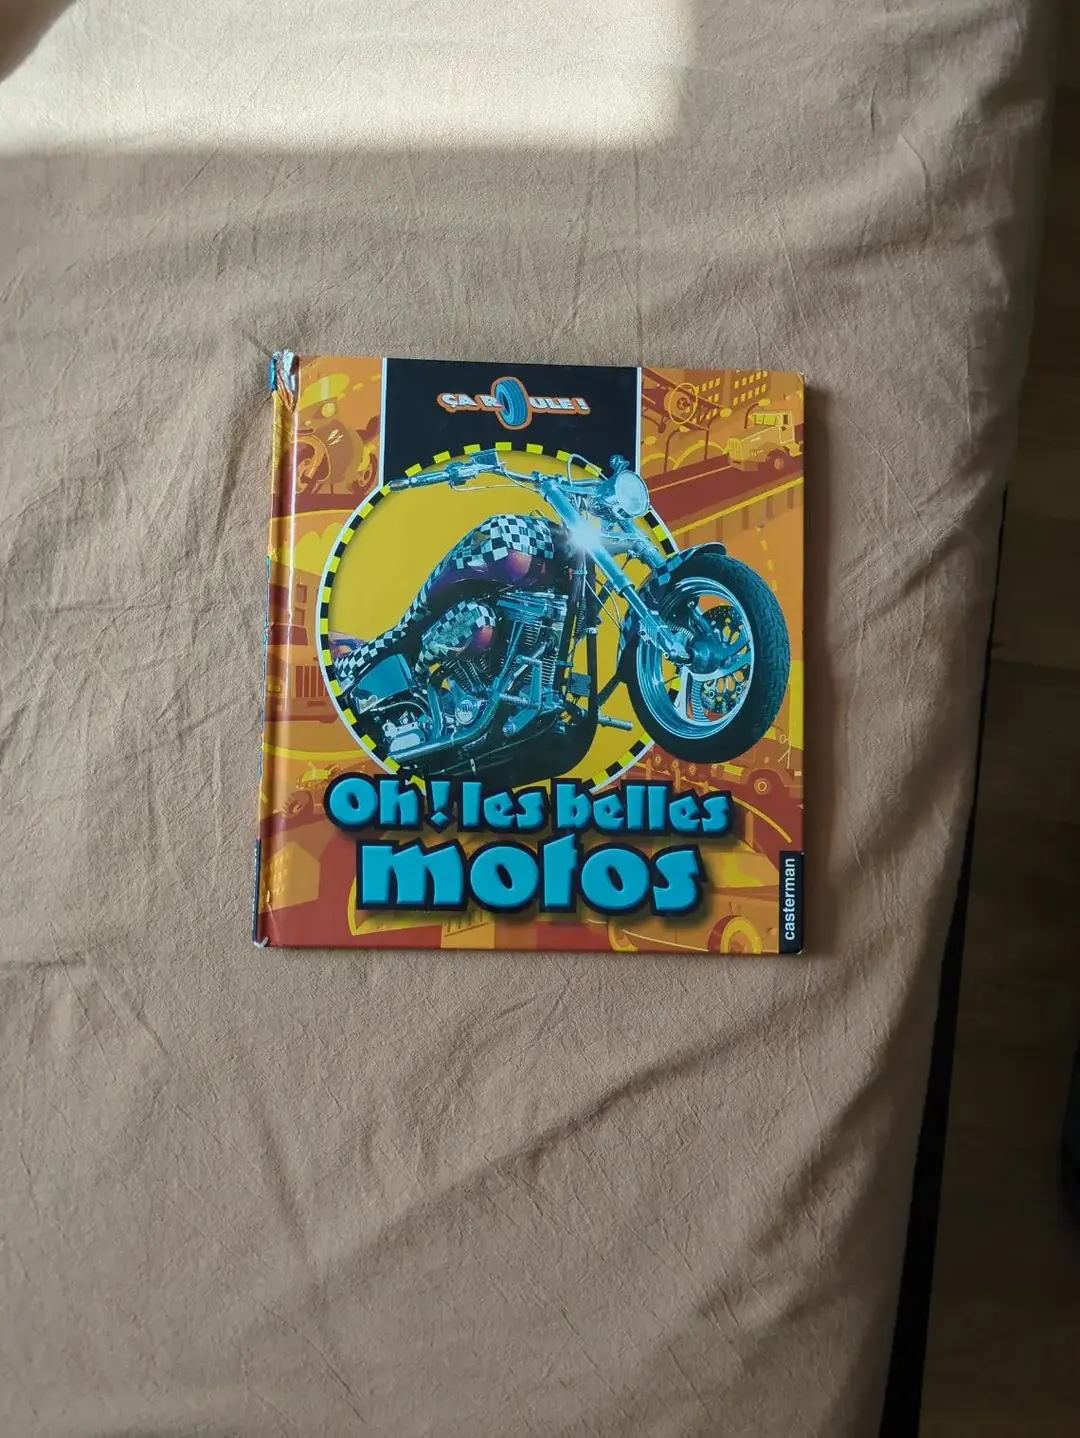 ÇA ROULE !
Oh ! les belles
motos
casterman